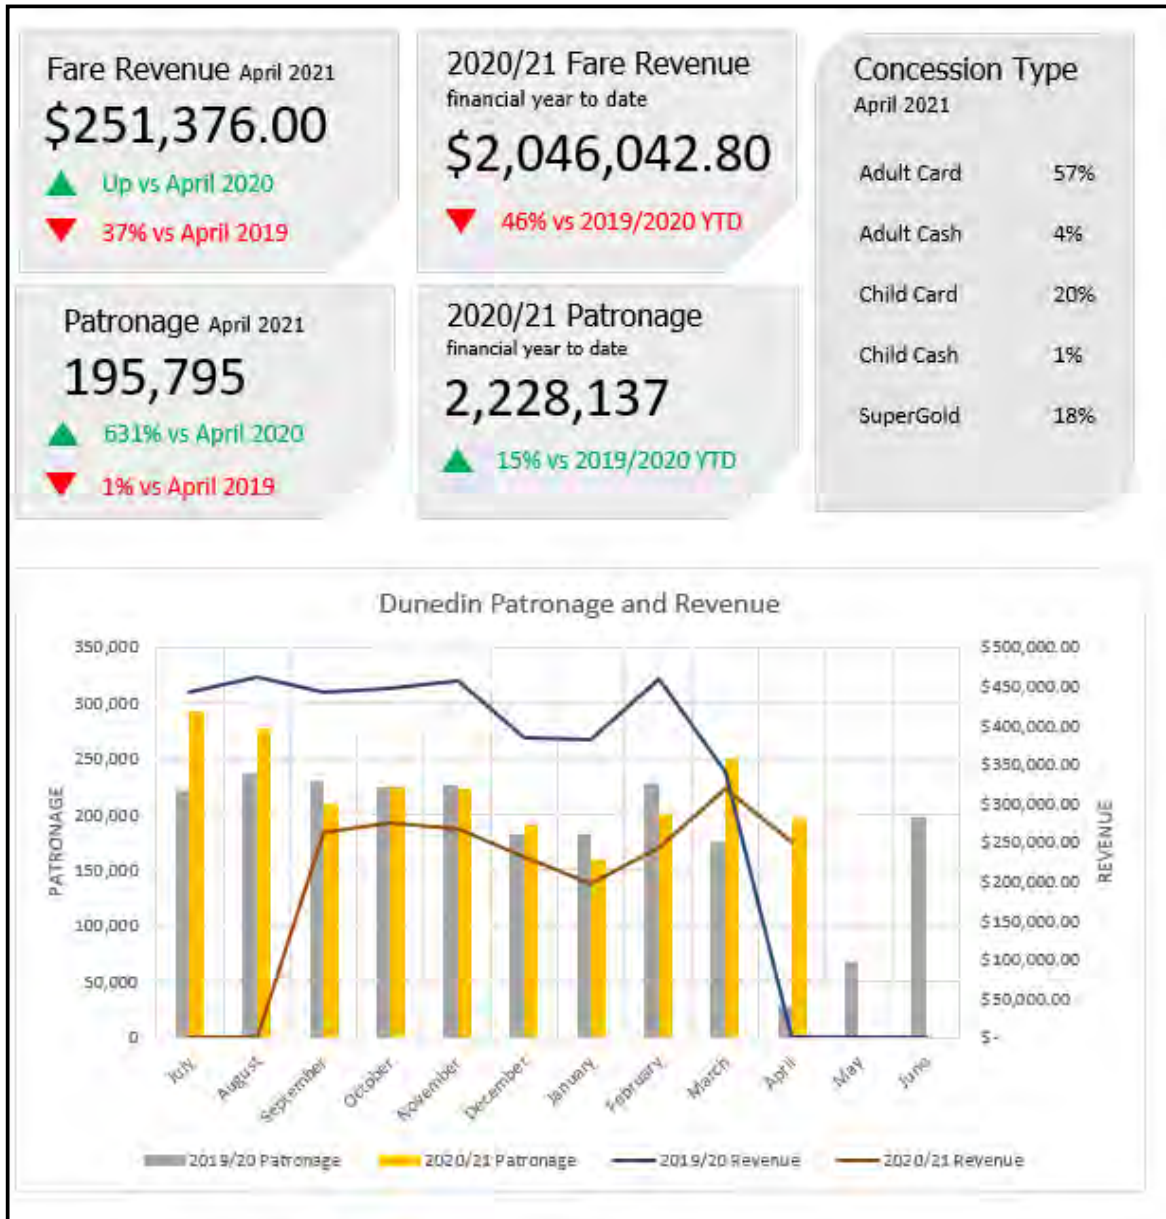 Fare Revenue April 2021
$251,376.00
Up vs April 2020
37% vs April 2019
2020/21 Fare Revenue
financial year to date
$2,046,042.80
46% vs 2019/2020 YTD
Concession Type
April 2021
Adult Card 57%
Adult Cash 4%
Child Card 20%
Child Cash 1%
SuperGold 18%
Patronage April 2021
195,795
631% vs April 2020
1% vs April 2019
2020/21 Patronage
financial year to date
2,228,137
15% vs 2019/2020 YTD
Dunedin Patronage and Revenue
PATRONAGE
350,000
300,000
250,000
200,000
150,000
100,000
50,000
0
$500,000.00
$450,000.00
$400,000.00
$350,000.00
$300,000.00
$250,000.00
$200,000.00
$150,000.00
$100,000.00
$50,000.00
$-
REVENUE
July
August
September
October
November
December
January
February
March
April
May
June
2019/20 Patronage
2020/21 Patronage
2019/20 Revenue
2020/21 Revenue